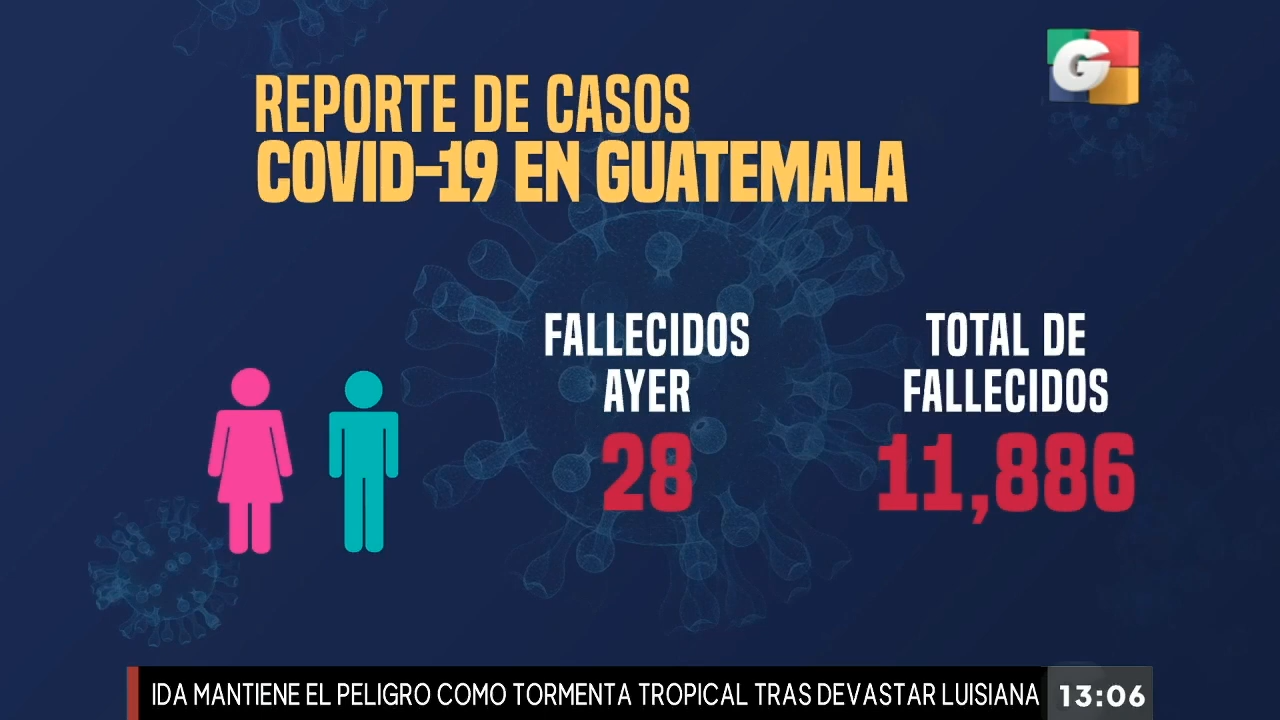 REPORTE DE CASOS
COVID-19 EN GUATEMALA
G
FALLECIDOS
AYER
28
TOTAL DE
FALLECIDOS
11,886
IDA MANTIENE EL PELIGRO COMO TORMENTA TROPICAL TRAS DEVASTAR LUISIANA
13:06